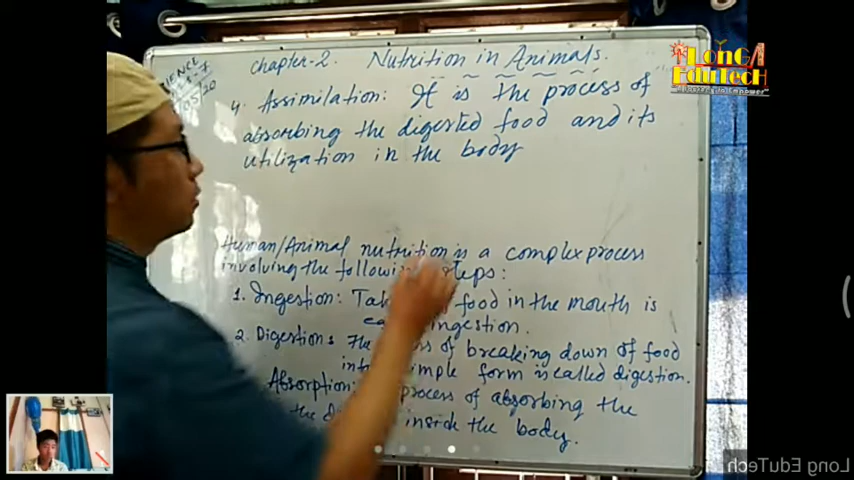 Chapter-2. Nutrition in Animals.
4. Assimilation: It is the process of
absorbing the digested food and its
utilization in the body
Human/Animal nutrition is a complex process
involving the following steps:
1. Ingestion: food in the mouth is
ingestion.
2. Digestion: The of breaking down of food
simple form is called digestion.
Absorption: process of absorbing the
the inside the body.
LONG
EDUTECH
Long EduTech